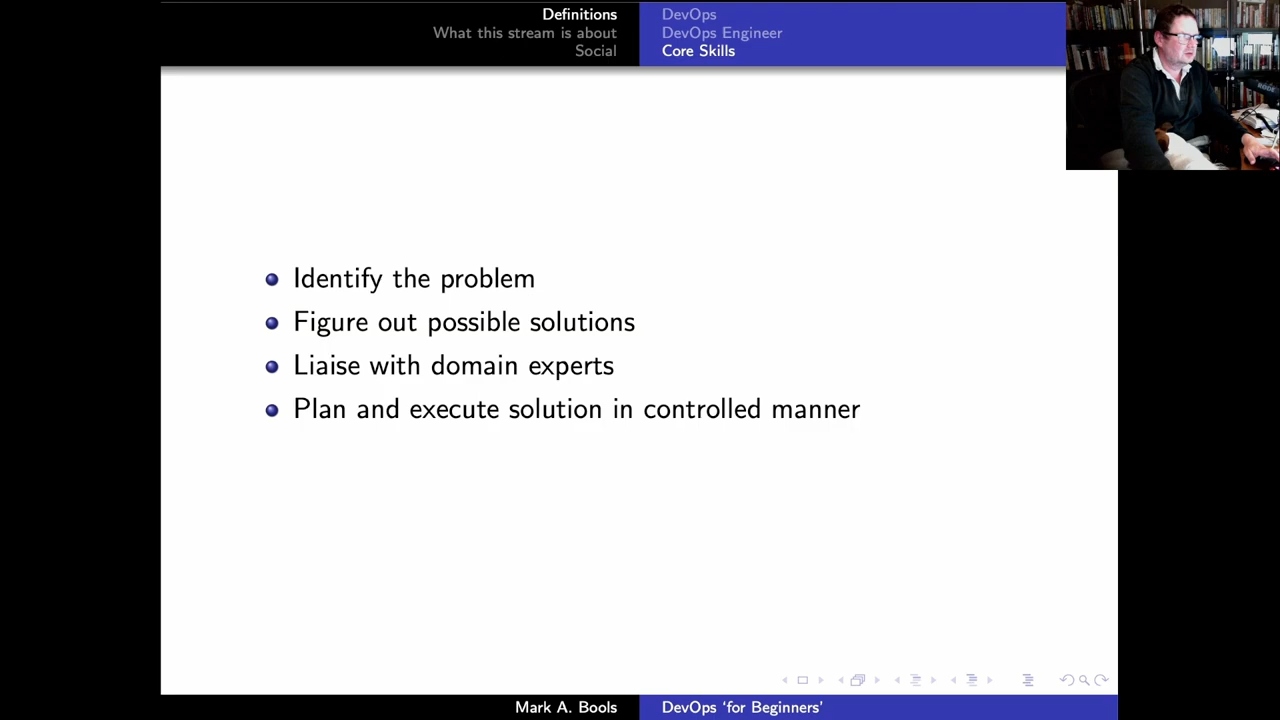 Definitions
What this stream is about
Social
DevOps
DevOps Engineer
Core Skills
RØDE
Identify the problem
Figure out possible solutions
Liaise with domain experts
Plan and execute solution in controlled manner
Mark A. Bools
DevOps ‘for Beginners’